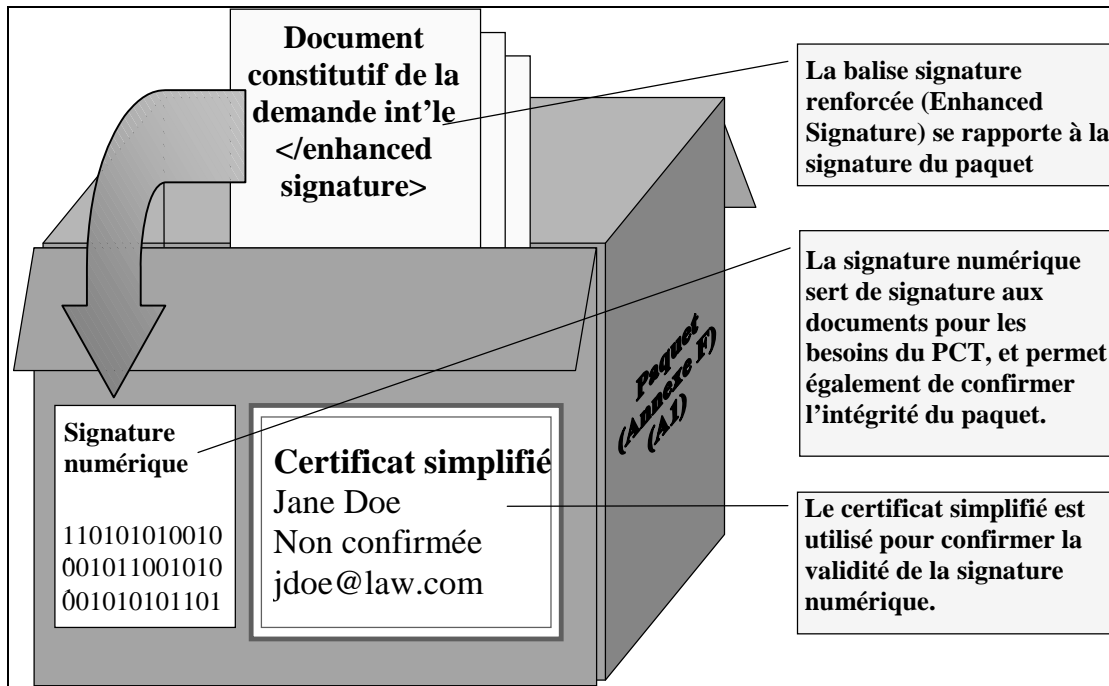 Document
constitutif de la
demande int’le
</enhanced
signature>
La balise signature
renforcée (Enhanced
Signature) se rapporte à la
signature du paquet
La signature numérique
sert de signature aux
documents pour les
besoins du PCT, et permet
également de confirmer
l’intégrité du paquet.
Paquet
(Annexe F)
(A1)
Signature
numérique
110101010010
001011001010
001010101101
Certificat simplifié
Jane Doe
Non confirmée
jdoe@law.com
Le certificat simplifié est
utilisé pour confirmer la
validité de la signature
numérique.